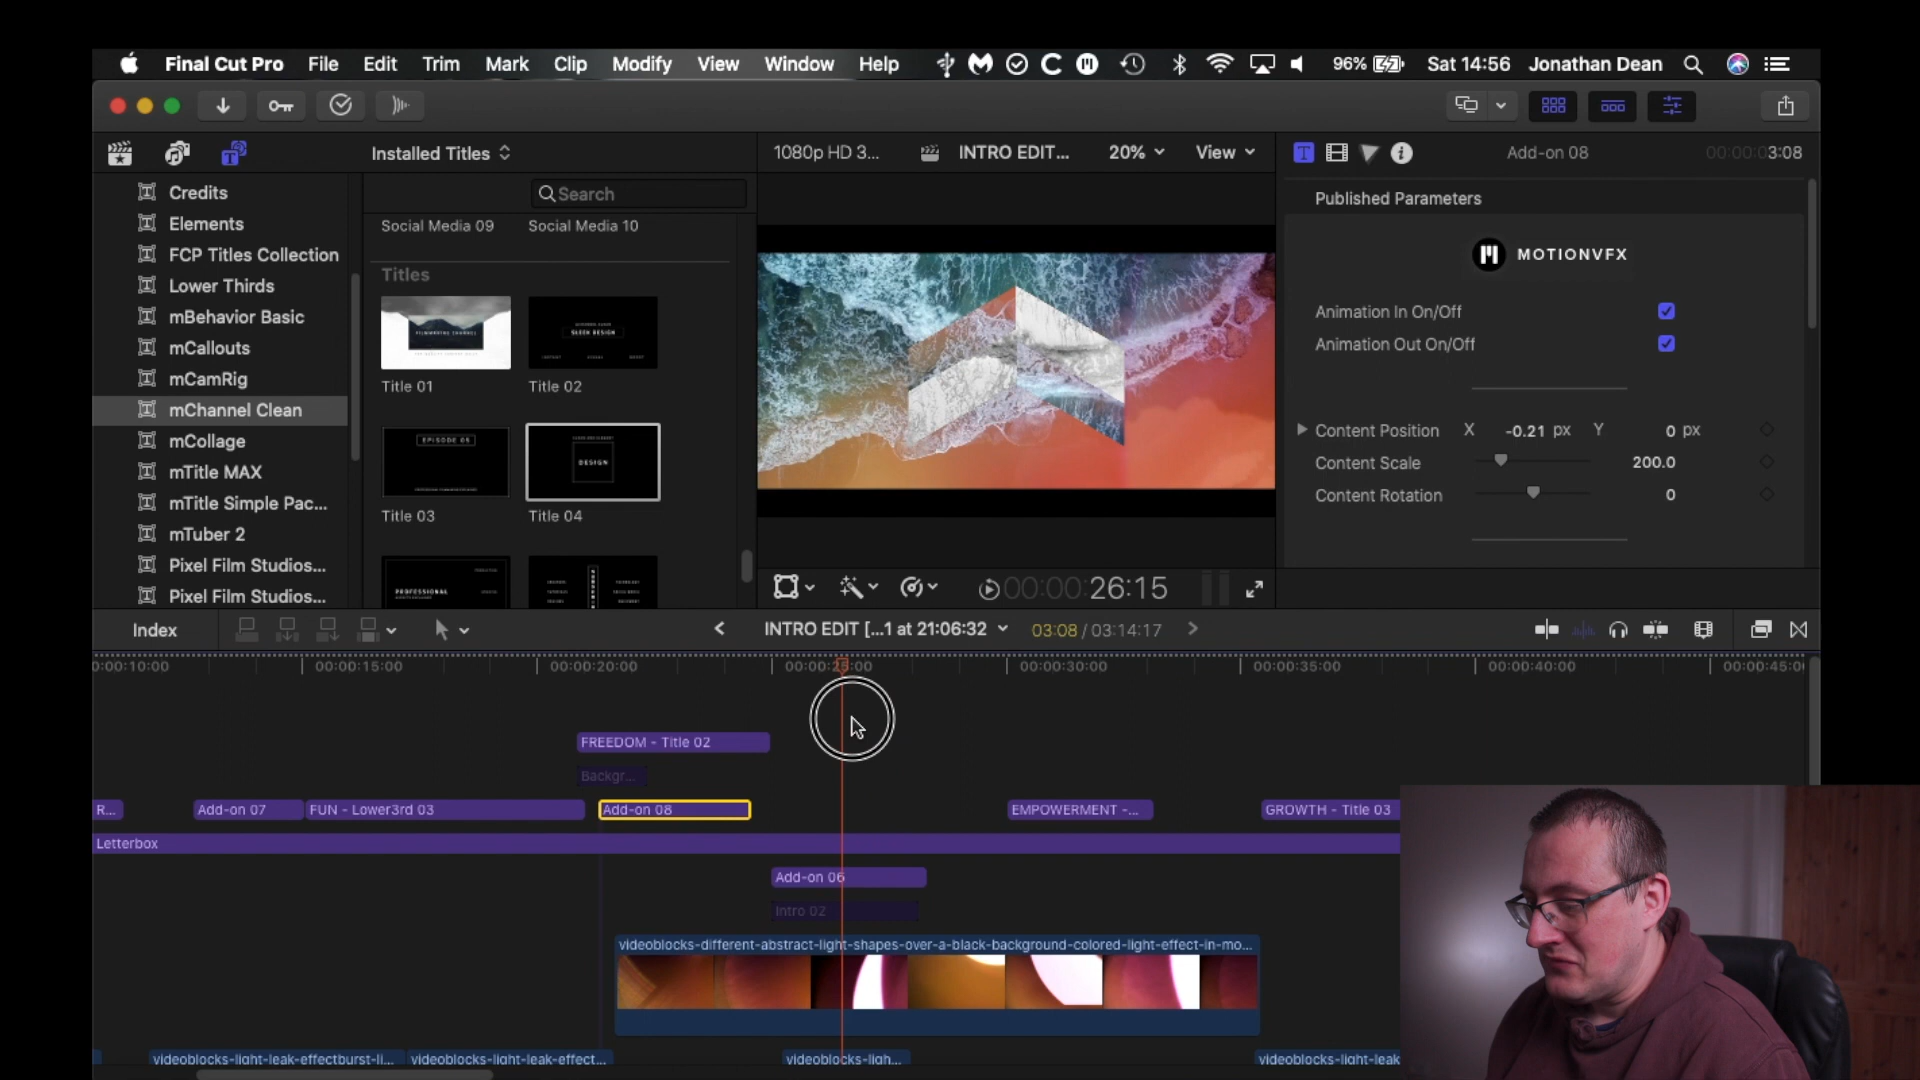 Final Cut Pro File Edit Trim Mark Clip Modify View Window Help 96% Sat 14:56 Jonathan Dean
Installed Titles
1080p HD 3... INTRO EDIT... 20% View
Add-on 08 00:00:03:08
Credits
Elements
FCP Titles Collection
Lower Thirds
mBehavior Basic
mCallouts
mCamRig
mChannel Clean
mCollage
mTitle MAX
mTitle Simple Pac...
mTuber 2
Pixel Film Studios...
Pixel Film Studios...
Search
Social Media 09 Social Media 10
Titles
SLEEK DESIGN
Title 01 Title 02
EPISODE 05
DESIGN
Title 03 Title 04
PROFESSIONAL
Published Parameters
MOTIONVFX
Animation In On/Off
Animation Out On/Off
Content Position X -0.21 px Y 0 px
Content Scale 200.0
Content Rotation 0
00:00:26:15
Index
INTRO EDIT [...1 at 21:06:32 03:08 / 03:14:17
0:00:10:00 00:00:15:00 00:00:20:00 00:00:25:00 00:00:30:00 00:00:35:00 00:00:40:00 00:00:45:0
FREEDOM - Title 02
Backgr...
R... Add-on 07 FUN - Lower3rd 03 Add-on 08 EMPOWERMENT -... GROWTH - Title 03
Letterbox
Add-on 06
Intro 02
videoblocks-different-abstract-light-shapes-over-a-black-background-colored-light-effect-in-mo...
videoblocks-light-leak-effectburst-li... videoblocks-light-leak-effect... videoblocks-ligh... videoblocks-light-leak